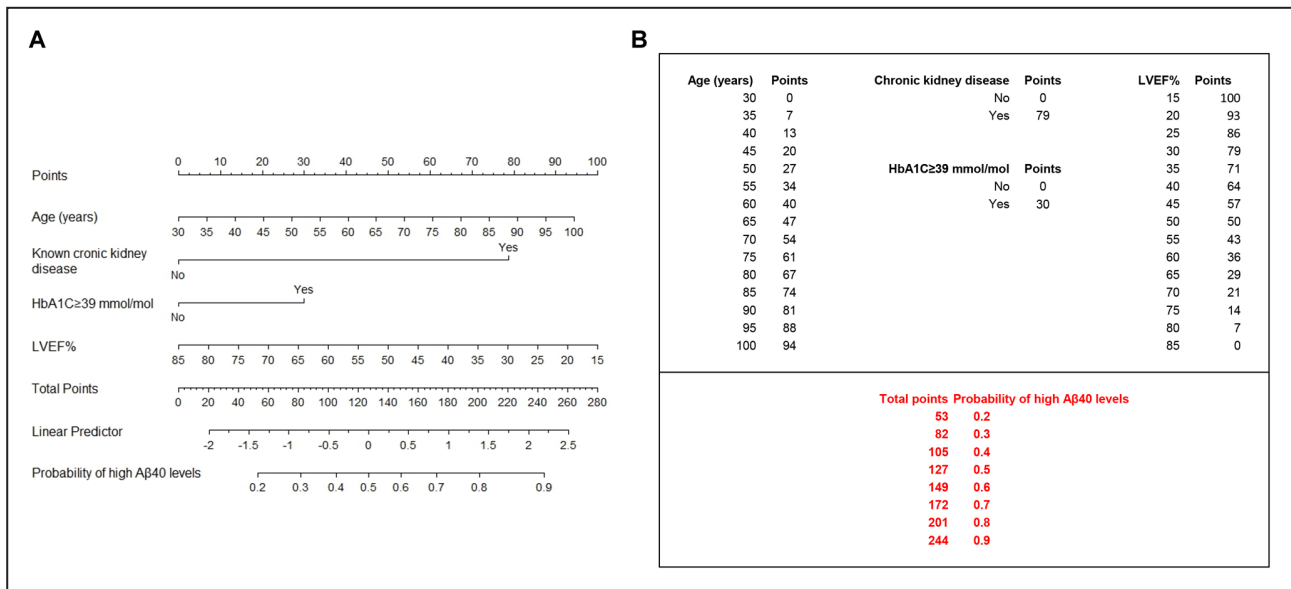 A
Points
0 10 20 30 40 50 60 70 80 90 100
Age (years)
30 35 40 45 50 55 60 65 70 75 80 85 90 95 100
Known cronic kidney
disease
No
Yes
HbA1C≥39 mmol/mol
No
Yes
LVEF%
85 80 75 70 65 60 55 50 45 40 35 30 25 20 15
Total Points
0 20 40 60 80 100 120 140 160 180 200 220 240 260 280
Linear Predictor
-2 -1.5 -1 -0.5 0 0.5 1 1.5 2 2.5
Probability of high Aβ40 levels
0.2 0.3 0.4 0.5 0.6 0.7 0.8 0.9
B
Age (years) Points
30 0
35 7
40 13
45 20
50 27
55 34
60 40
65 47
70 54
75 61
80 67
85 74
90 81
95 88
100 94
Chronic kidney disease Points
No 0
Yes 79
HbA1C≥39 mmol/mol Points
No 0
Yes 30
LVEF% Points
15 100
20 93
25 86
30 79
35 71
40 64
45 57
50 50
55 43
60 36
65 29
70 21
75 14
80 7
85 0
Total points Probability of high Aβ40 levels
53 0.2
82 0.3
105 0.4
127 0.5
149 0.6
172 0.7
201 0.8
244 0.9